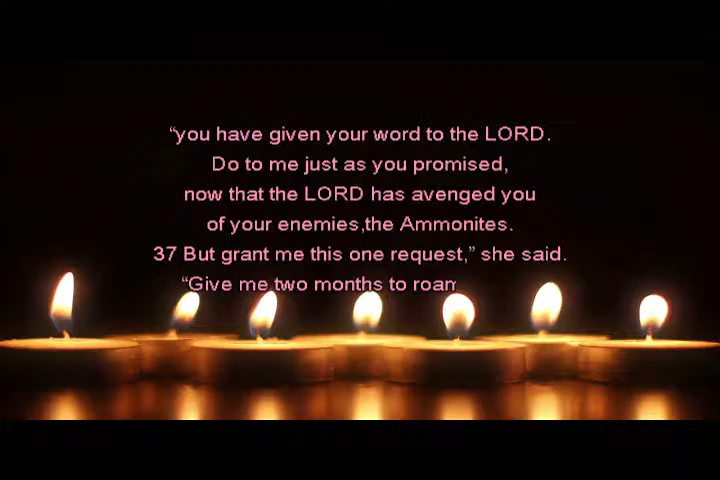 “you have given your word to the LORD.
Do to me just as you promised,
now that the LORD has avenged you
of your enemies,the Ammonites.
37 But grant me this one request,” she said.
“Give me two months to roam